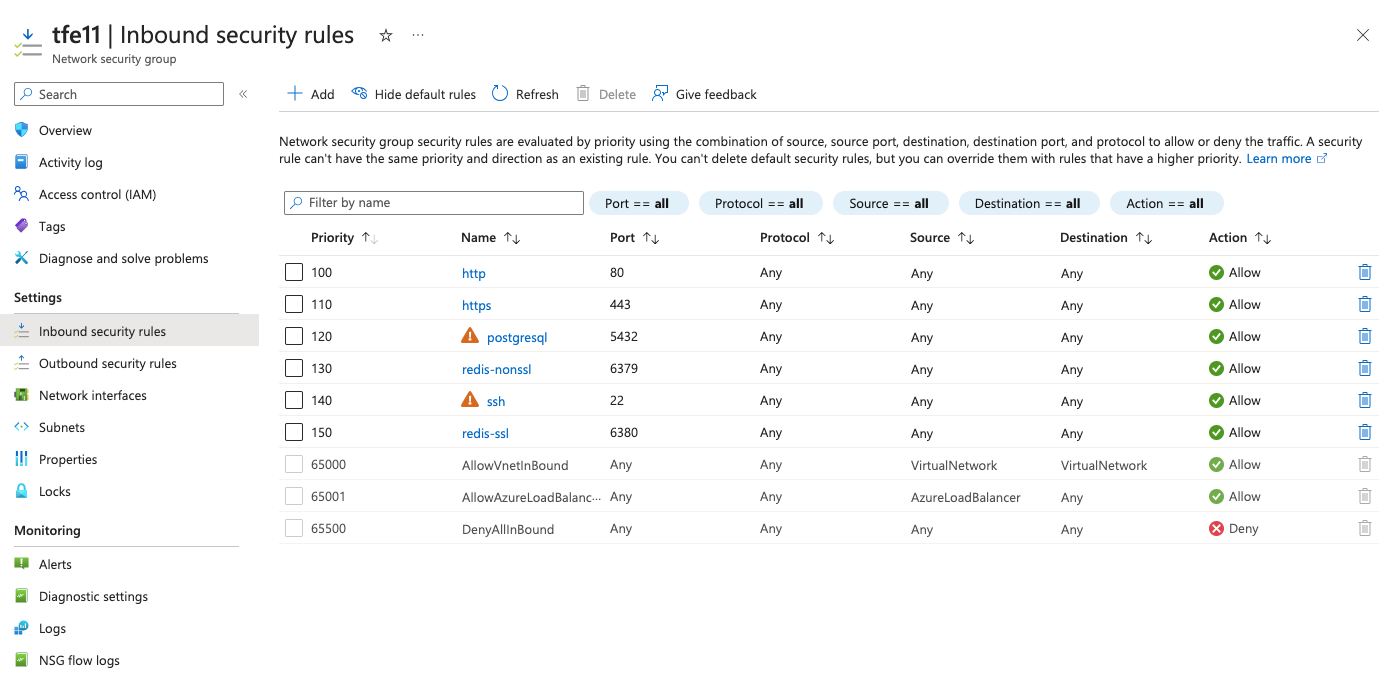 tfe11 | Inbound security rules
Network security group
Search
Add Hide default rules Refresh Delete Give feedback
Overview
Activity log
Access control (IAM)
Tags
Diagnose and solve problems
Settings
Inbound security rules
Outbound security rules
Network interfaces
Subnets
Properties
Locks
Monitoring
Alerts
Diagnostic settings
Logs
NSG flow logs
Network security group security rules are evaluated by priority using the combination of source, source port, destination, destination port, and protocol to allow or deny the traffic. A security
rule can't have the same priority and direction as an existing rule. You can't delete default security rules, but you can override them with rules that have a higher priority. Learn more
Filter by name Port == all Protocol == all Source == all Destination == all Action == all
Priority Name Port Protocol Source Destination Action
100 http 80 Any Any Any Allow
110 https 443 Any Any Any Allow
120 postgresql 5432 Any Any Any Allow
130 redis-nonssl 6379 Any Any Any Allow
140 ssh 22 Any Any Any Allow
150 redis-ssl 6380 Any Any Any Allow
65000 AllowVnetInBound Any Any VirtualNetwork VirtualNetwork Allow
65001 AllowAzureLoadBalanc... Any Any AzureLoadBalancer Any Allow
65500 DenyAllInBound Any Any Any Any Deny